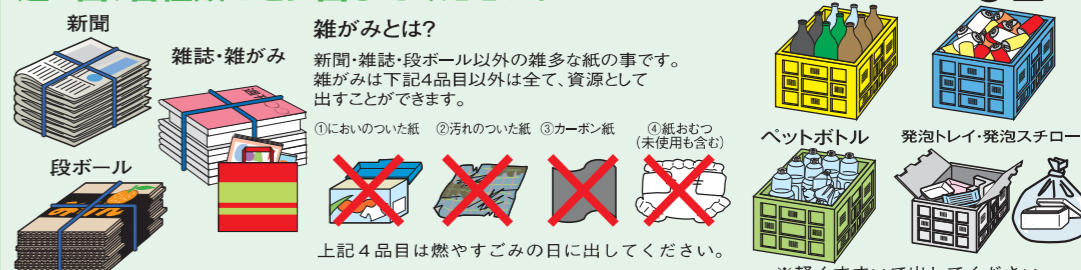 新聞
雑誌・雑がみ
段ボール
雑がみとは?
新聞・雑誌・段ボール以外の雑多な紙の事です。
雑がみは下記4品目以外は全て、資源として
出すことができます。
①においのついた紙
②汚れのついた紙
③カーボン紙
④紙おむつ
(未使用も含む)
上記4品目は燃やすごみの日に出してください。
ペットボトル
発泡トレイ・発泡スチロー